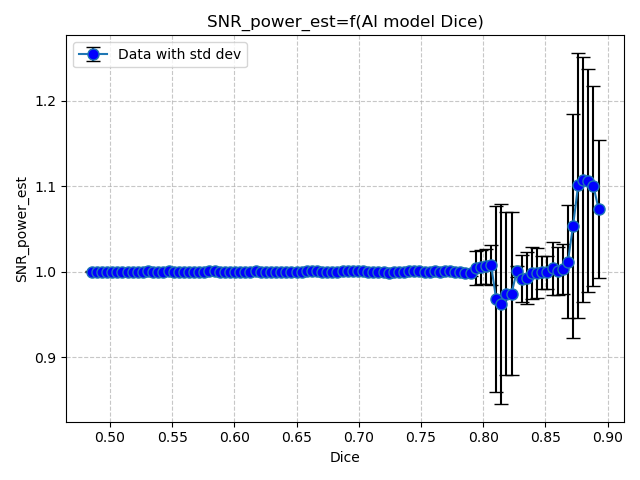 SNR_power_est=f(AI model Dice)
Data with std dev
SNR_power_est
1.2
1.1
1.0
0.9
0.50 0.55 0.60 0.65 0.70 0.75 0.80 0.85 0.90
Dice